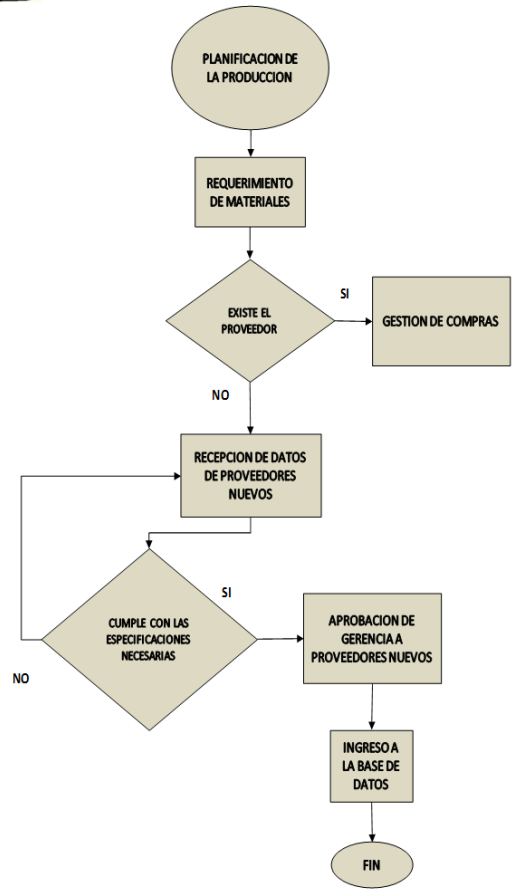 PLANIFICACION DE
LA PRODUCCION
REQUERIMIENTO
DE MATERIALES
EXISTE EL
PROVEEDOR
SI
GESTION DE COMPRAS
NO
RECEPCION DE DATOS
DE PROVEEDORES
NUEVOS
CUMPLE CON LAS
ESPECIFICACIONES
NECESARIAS
SI
NO
APROBACION DE
GERENCIA A
PROVEEDORES NUEVOS
INGRESO A
LA BASE DE
DATOS
FIN